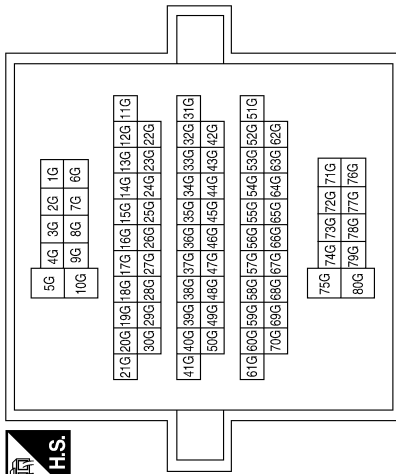 H.S.
5G 4G 3G 2G 1G
10G 9G 8G 7G 6G
21G 20G 19G 18G 17G 16G 15G 14G 13G 12G 11G
30G 29G 28G 27G 26G 25G 24G 23G 22G
41G 40G 39G 38G 37G 36G 35G 34G 33G 32G 31G
50G 49G 48G 47G 46G 45G 44G 43G 42G
61G 60G 59G 58G 57G 56G 55G 54G 53G 52G 51G
70G 69G 68G 67G 66G 65G 64G 63G 62G
75G 74G 73G 72G 71G
80G 79G 78G 77G 76G